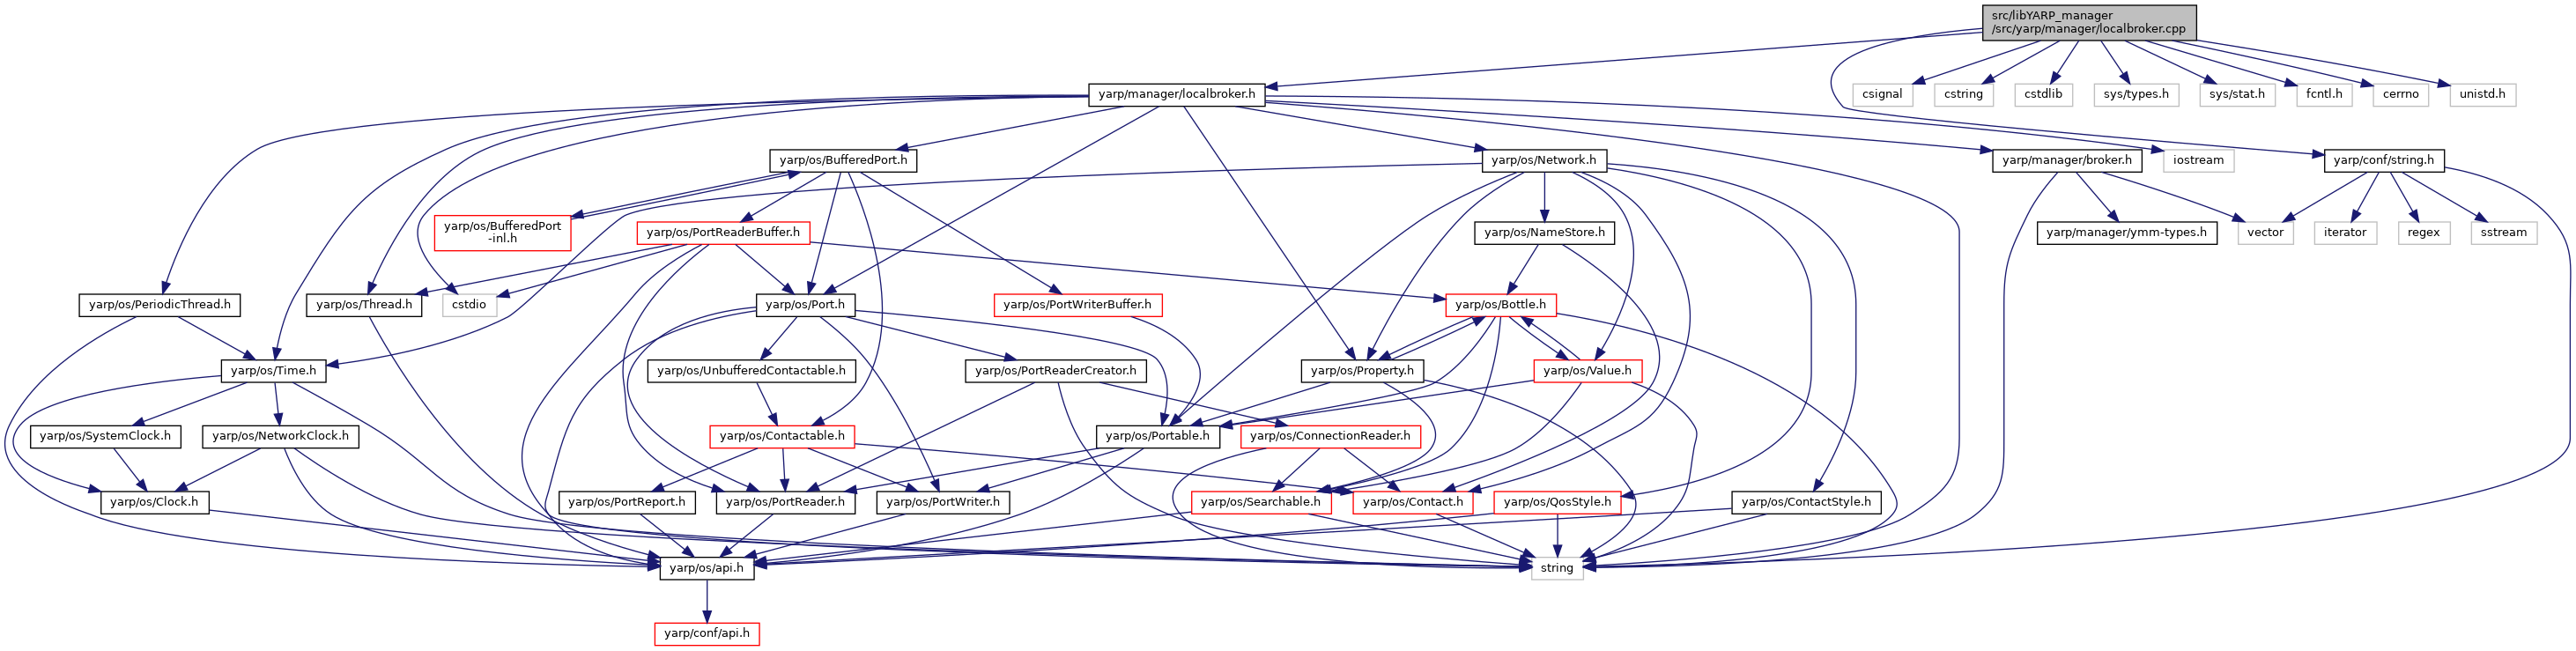 src/libYARP_manager
/src/yarp/manager/localbroker.cpp
yarp/manager/localbroker.h
csignal
cstring
cstdlib
sys/types.h
sys/stat.h
fcntl.h
cerrno
unistd.h
yarp/os/BufferedPort.h
yarp/os/Network.h
yarp/manager/broker.h
iostream
yarp/conf/string.h
yarp/os/BufferedPort
-inl.h
yarp/os/PortReaderBuffer.h
yarp/os/NameStore.h
yarp/manager/ymm-types.h
vector
iterator
regex
sstream
yarp/os/PeriodicThread.h
yarp/os/Thread.h
cstdio
yarp/os/Port.h
yarp/os/PortWriterBuffer.h
yarp/os/Bottle.h
yarp/os/Time.h
yarp/os/UnbufferedContactable.h
yarp/os/PortReaderCreator.h
yarp/os/Property.h
yarp/os/Value.h
yarp/os/SystemClock.h
yarp/os/NetworkClock.h
yarp/os/Contactable.h
yarp/os/Portable.h
yarp/os/ConnectionReader.h
yarp/os/Clock.h
yarp/os/PortReport.h
yarp/os/PortReader.h
yarp/os/PortWriter.h
yarp/os/Searchable.h
yarp/os/Contact.h
yarp/os/QosStyle.h
yarp/os/ContactStyle.h
yarp/os/api.h
string
yarp/conf/api.h